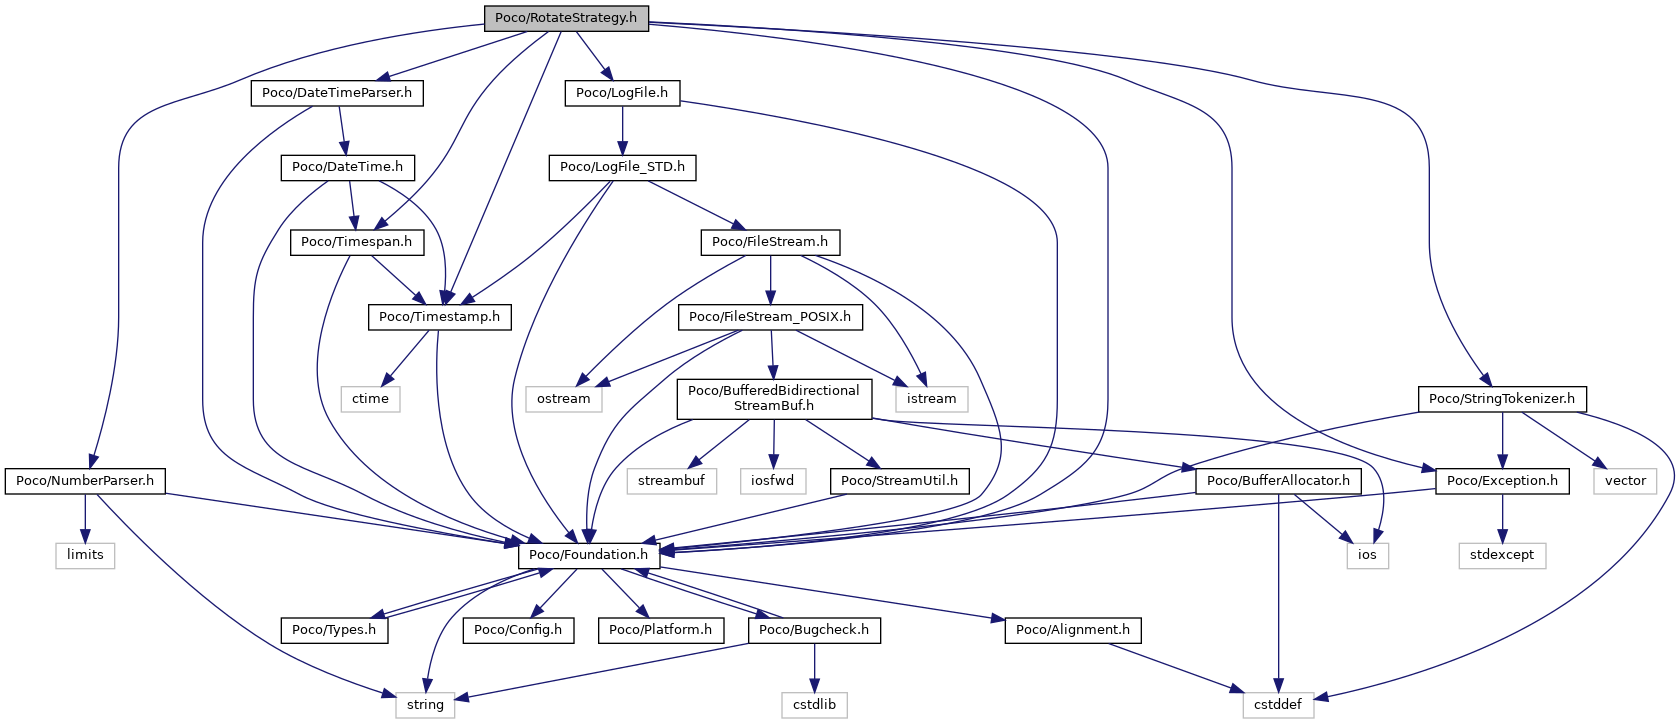 Poco/RotateStrategy.h
Poco/DateTimeParser.h
Poco/LogFile.h
Poco/DateTime.h
Poco/LogFile_STD.h
Poco/Timespan.h
Poco/FileStream.h
Poco/Timestamp.h
Poco/FileStream_POSIX.h
ctime
ostream
Poco/BufferedBidirectional
StreamBuf.h
istream
Poco/StringTokenizer.h
Poco/NumberParser.h
streambuf
iosfwd
Poco/StreamUtil.h
Poco/BufferAllocator.h
Poco/Exception.h
vector
limits
Poco/Foundation.h
ios
stdexcept
Poco/Types.h
Poco/Config.h
Poco/Platform.h
Poco/Bugcheck.h
Poco/Alignment.h
string
cstdlib
cstddef